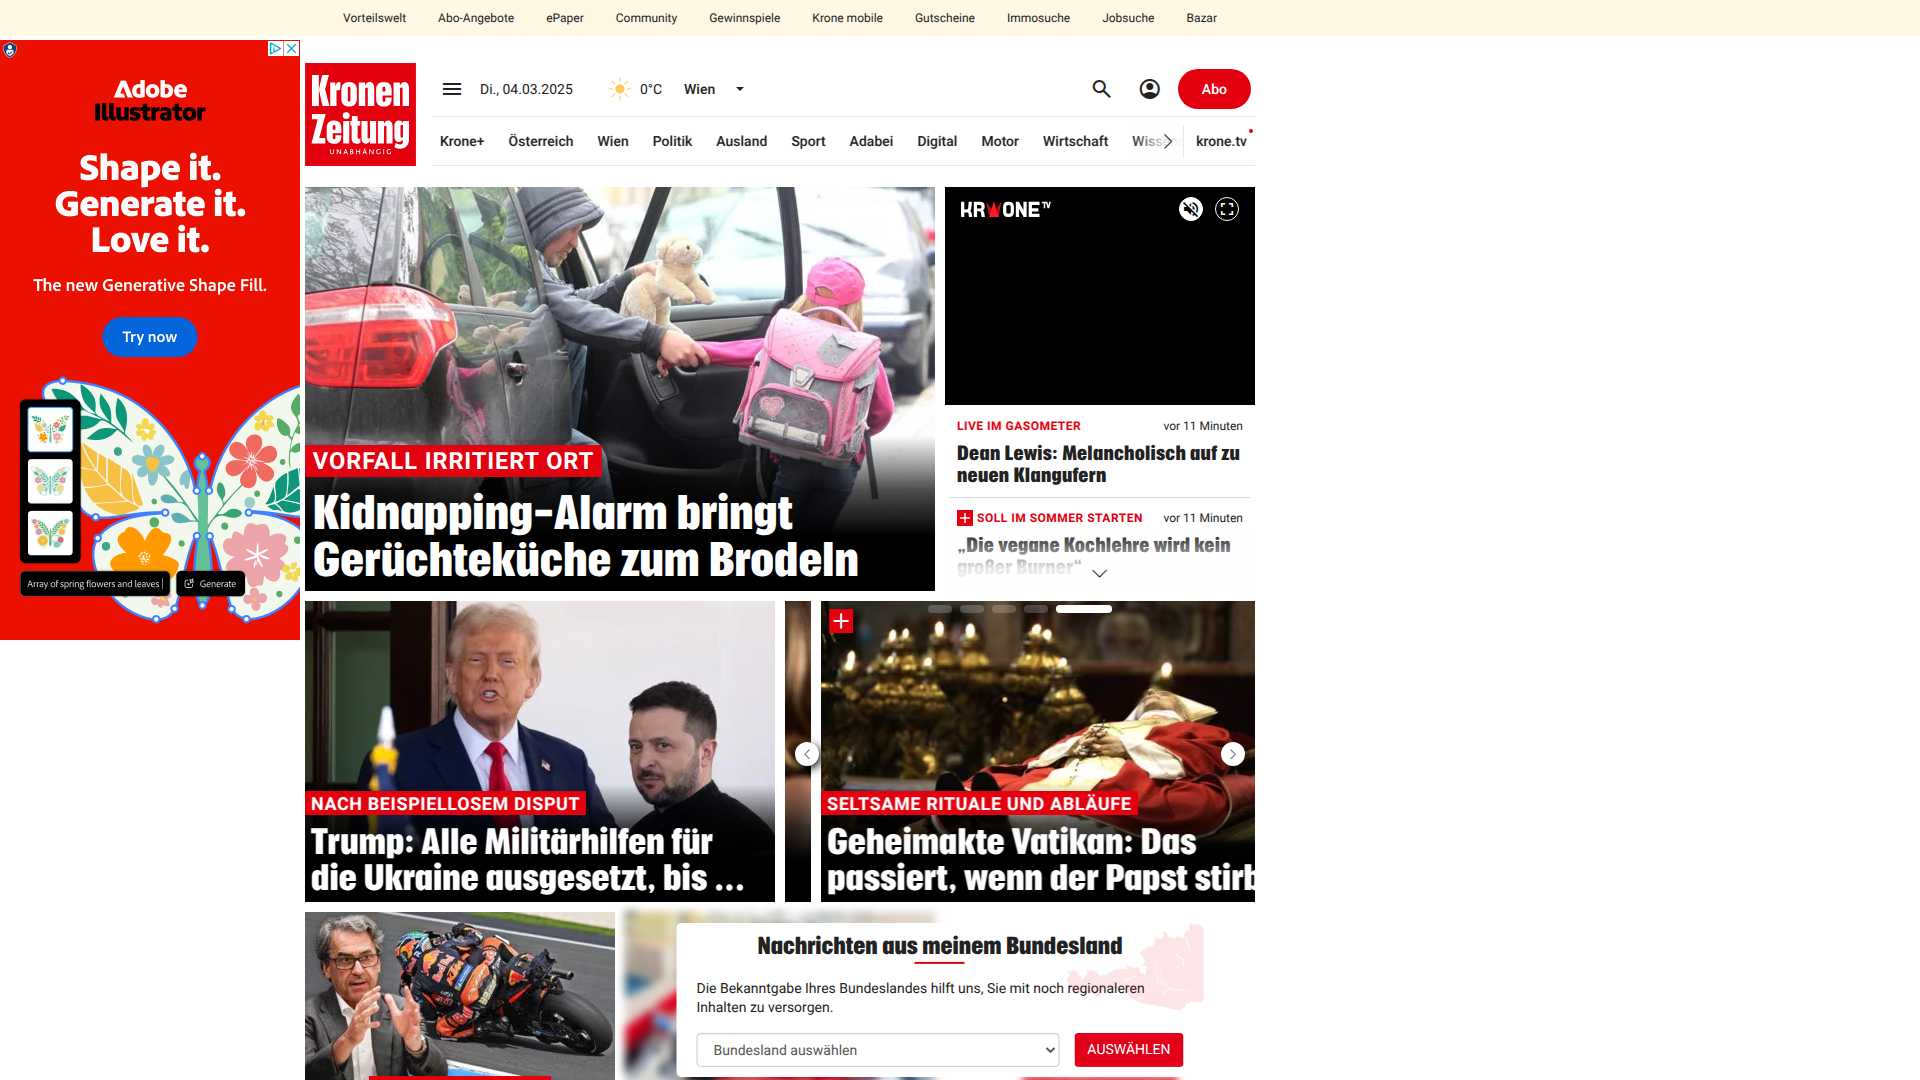 Vorteilswelt Abo-Angebote ePaper Community Gewinnspiele Krone mobile Gutscheine Immosuche Jobsuche Bazar
Adobe
Illustrator
Shape it.
Generate it.
Love it.
The new Generative Shape Fill.
Try now
Array of spring flowers and leaves
Generate
Kronen
Zeitung
UNABHÄNGIG
Di., 04.03.2025 0°C Wien
Abo
Krone+ Österreich Wien Politik Ausland Sport Adabei Digital Motor Wirtschaft krone.tv
VORFALL IRRITIERT ORT
Kidnapping-Alarm bringt
Gerüchteküche zum Brodeln
KRONE TV
LIVE IM GASOMETER vor 11 Minuten
Dean Lewis: Melancholisch auf zu
neuen Klangufern
SOLL IM SOMMER STARTEN vor 11 Minuten
„Die vegane Kochlehre wird kein
großer Burner“
NACH BEISPIELLOSEM DISPUT
Trump: Alle Militärhilfen für
die Ukraine ausgesetzt, bis ...
SELTSAME RITUALE UND ABLÄUFE
Geheimakte Vatikan: Das
passiert, wenn der Papst stirb
Red Bull
Nachrichten aus meinem Bundesland
Die Bekanntgabe Ihres Bundeslandes hilft uns, Sie mit noch regionaleren
Inhalten zu versorgen.
Bundesland auswählen
AUSWÄHLEN